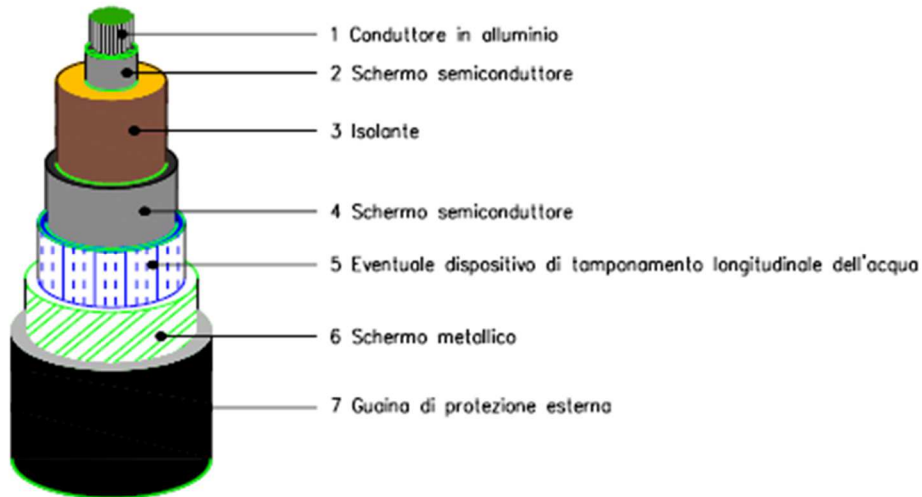 1 Conduttore in alluminio
2 Schermo semiconduttore
3 Isolante
4 Schermo semiconduttore
5 Eventuale dispositivo di tamponamento longitudinale dell'acqua
6 Schermo metallico
7 Guaina di protezione esterna